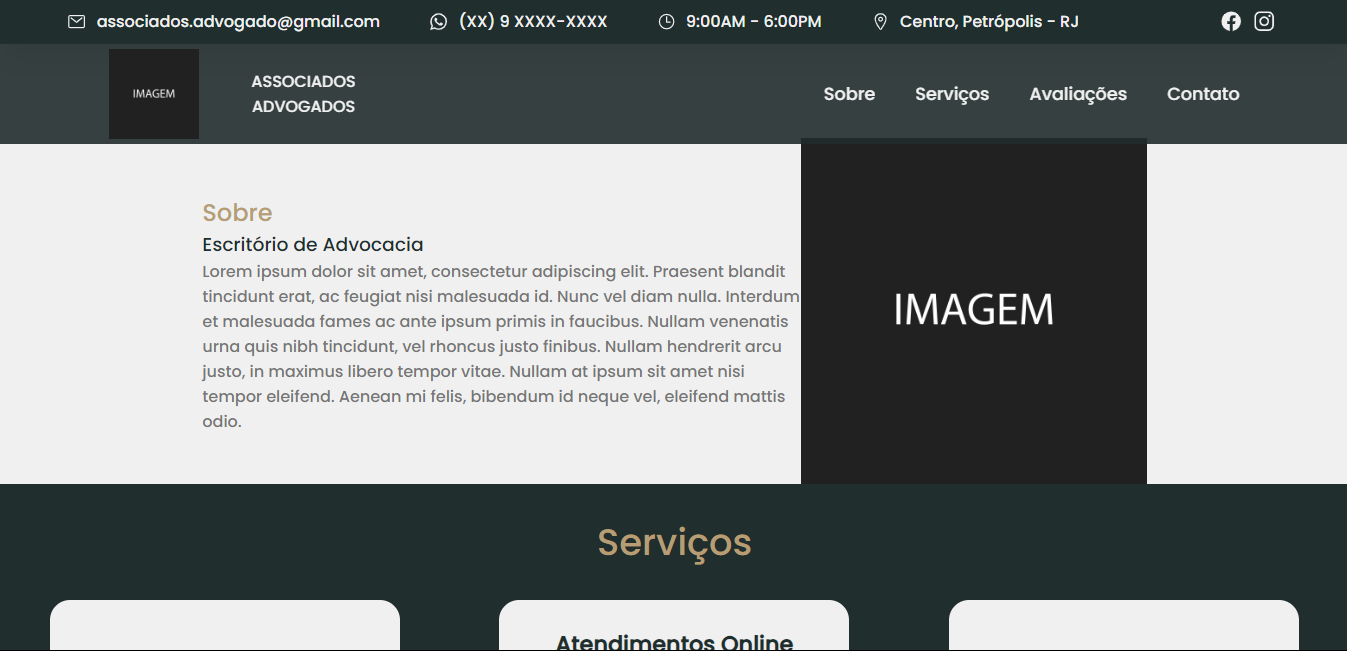 associados.advogado@gmail.com
(XX) 9 XXXX-XXXX
9:00AM - 6:00PM
Centro, Petrópolis - RJ
IMAGEM
ASSOCIADOS
ADVOGADOS
Sobre
Serviços
Avaliações
Contato
Sobre
Escritório de Advocacia
Lorem ipsum dolor sit amet, consectetur adipiscing elit. Praesent blandit
tincidunt erat, ac feugiat nisi malesuada id. Nunc vel diam nulla. Interdum
et malesuada fames ac ante ipsum primis in faucibus. Nullam venenatis
urna quis nibh tincidunt, vel rhoncus justo finibus. Nullam hendrerit arcu
justo, in maximus libero tempor vitae. Nullam at ipsum sit amet nisi
tempor eleifend. Aenean mi felis, bibendum id neque vel, eleifend mattis
odio.
IMAGEM
Serviços
Atendimentos Online